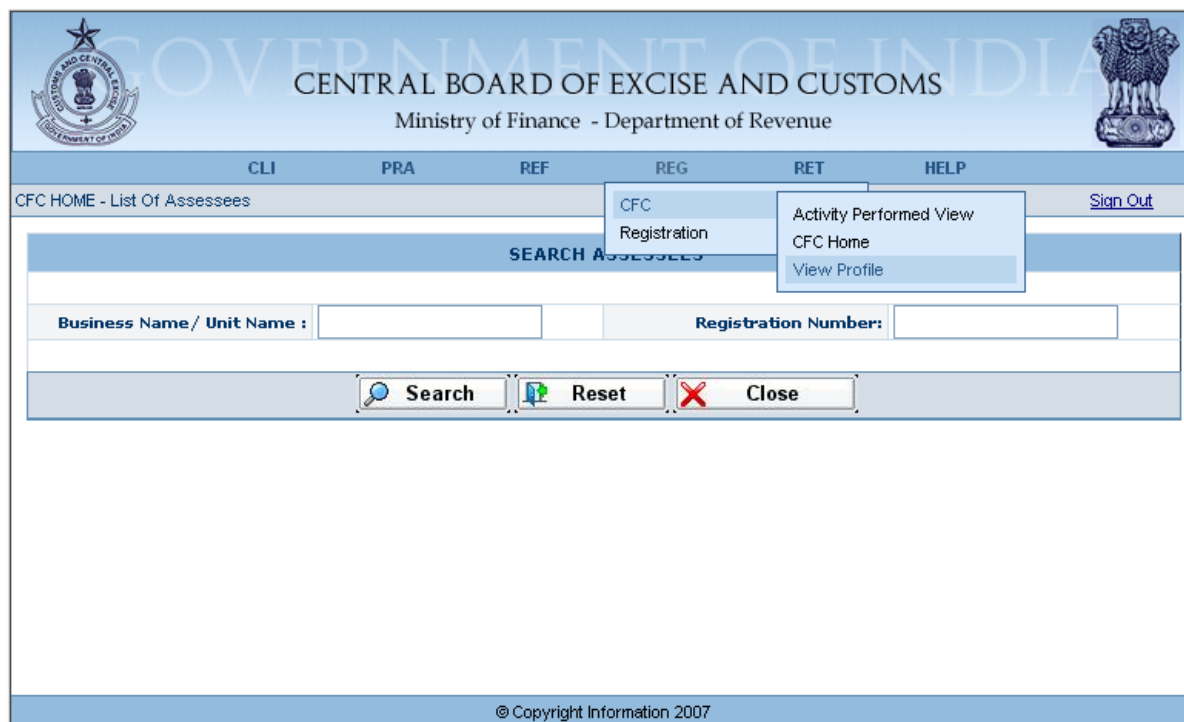 GOVERNMENT OF INDIA
CENTRAL BOARD OF EXCISE AND CUSTOMS
Ministry of Finance - Department of Revenue
CLI PRA REF REG RET HELP
CFC HOME - List Of Assessees Sign Out
CFC
Registration
Activity Performed View
CFC Home
View Profile
SEARCH ASSESSEES
Business Name/ Unit Name : Registration Number:
Search Reset Close
© Copyright Information 2007